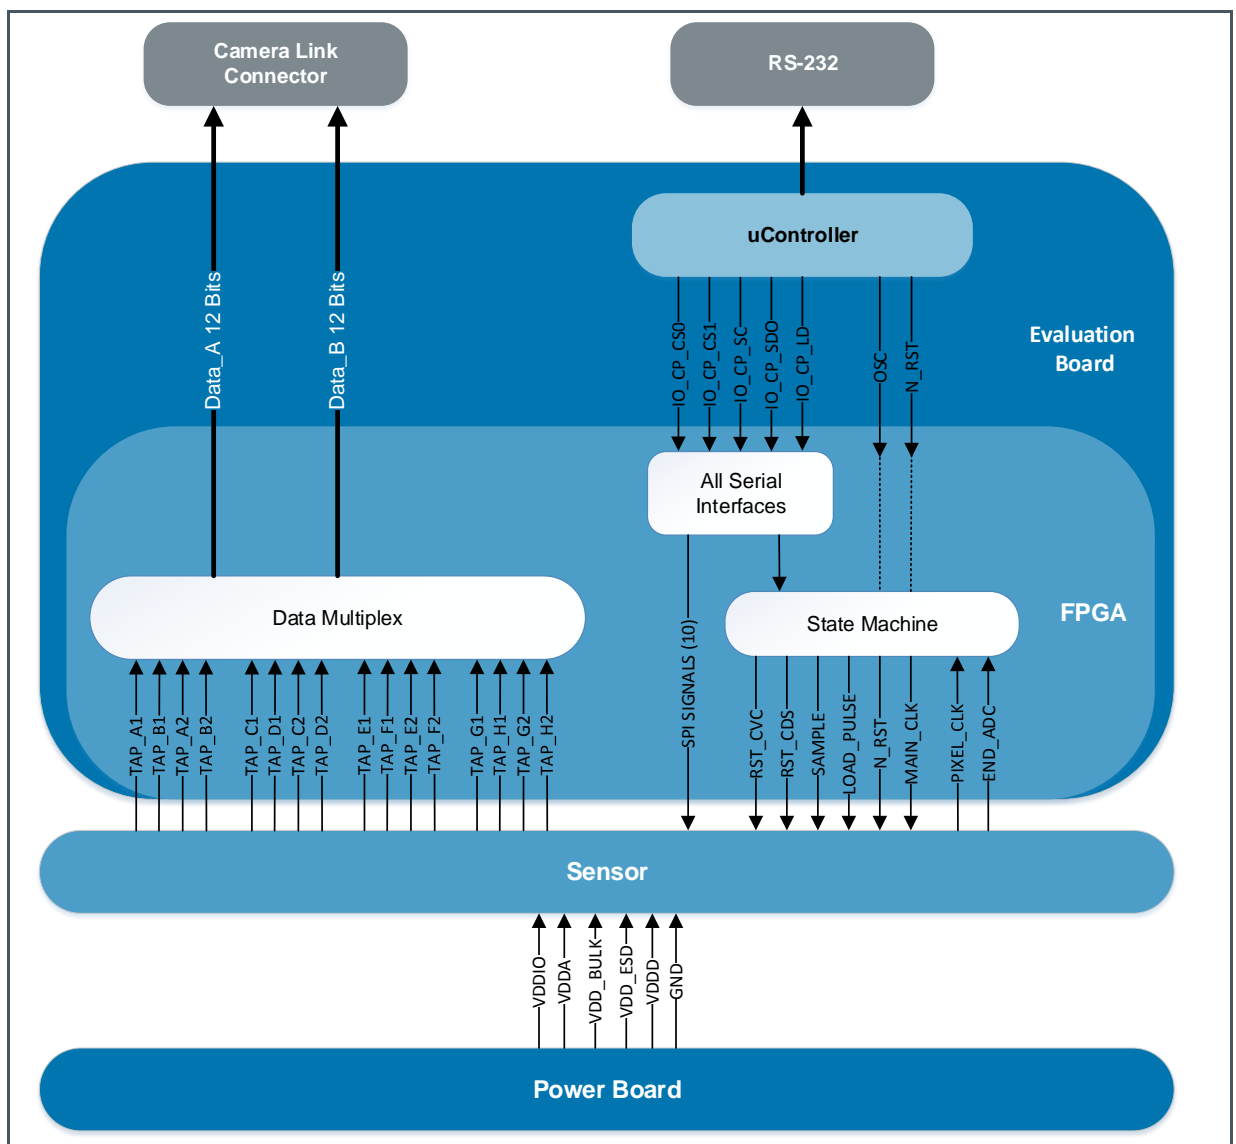 Camera Link
Connector
RS-232
uController
Data_A 12 Bits
Data_B 12 Bits
IO_CP_CS0
IO_CP_CS1
IO_CP_SC
IO_CP_SDO
IO_CP_LD
OSC
N_RST
Evaluation
Board
All Serial
Interfaces
Data Multiplex
State Machine
FPGA
TAP_A1
TAP_B1
TAP_A2
TAP_B2
TAP_C1
TAP_D1
TAP_C2
TAP_D2
TAP_E1
TAP_F1
TAP_E2
TAP_F2
TAP_G1
TAP_H1
TAP_G2
TAP_H2
SPI SIGNALS (10)
RST_CVC
RST_CDS
SAMPLE
LOAD_PULSE
N_RST
MAIN_CLK
PIXEL_CLK
END_ADC
Sensor
VDDIO
VDDA
VDD_BULK
VDD_ESD
VDDD
GND
Power Board